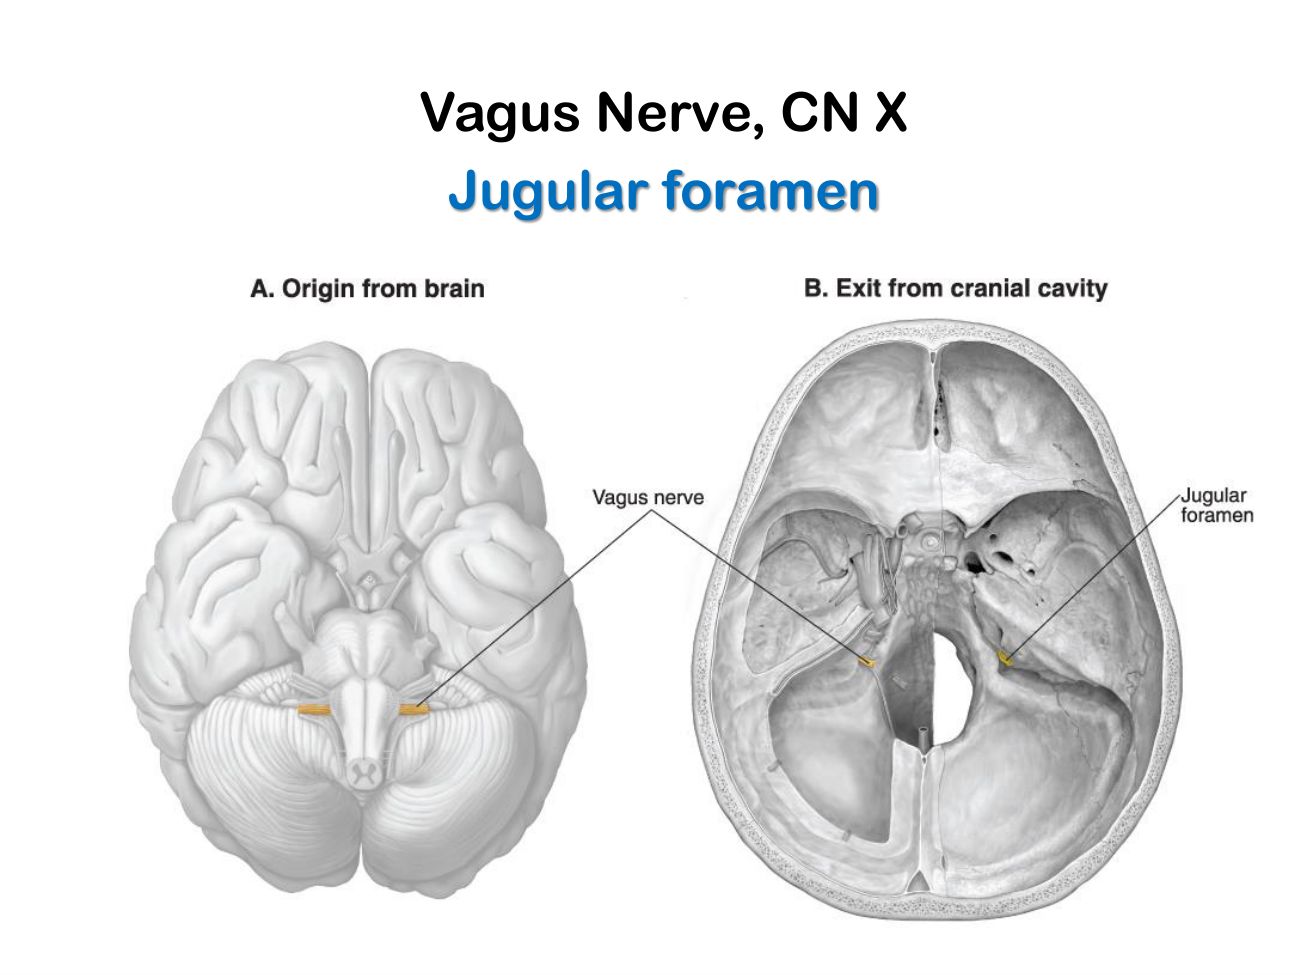 Vagus Nerve, CN X
Jugular foramen
A. Origin from brain
B. Exit from cranial cavity
Vagus nerve
Jugular
foramen